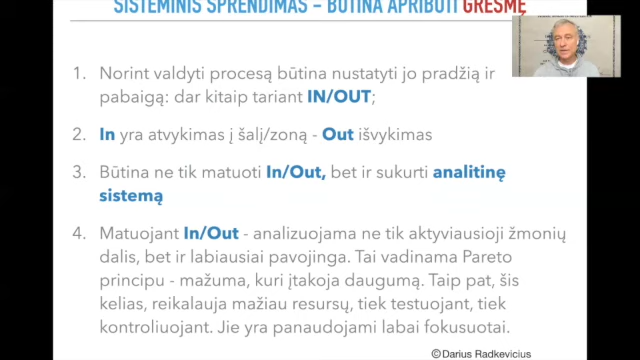 SISTEMINIS SPRENDIMAS – BŪTINA APRIBOTI GRĖSMĘ
1. Norint valdyti procesą būtina nustatyti jo pradžią ir
pabaigą: dar kitaip tariant IN/OUT;
2. In yra atvykimas į šalį/zoną - Out išvykimas
3. Būtina ne tik matuoti In/Out, bet ir sukurti analitinę
sistemą
4. Matuojant In/Out - analizuojama ne tik aktyviausioji žmonių
dalis, bet ir labiausiai pavojinga. Tai vadinama Pareto
principu - mažuma, kuri įtakoja daugumą. Taip pat, šis
kelias, reikalauja mažiau resursų, tiek testuojant, tiek
kontroliuojant. Jie yra panaudojami labai fokusuotai.
©Darius Radkevicius